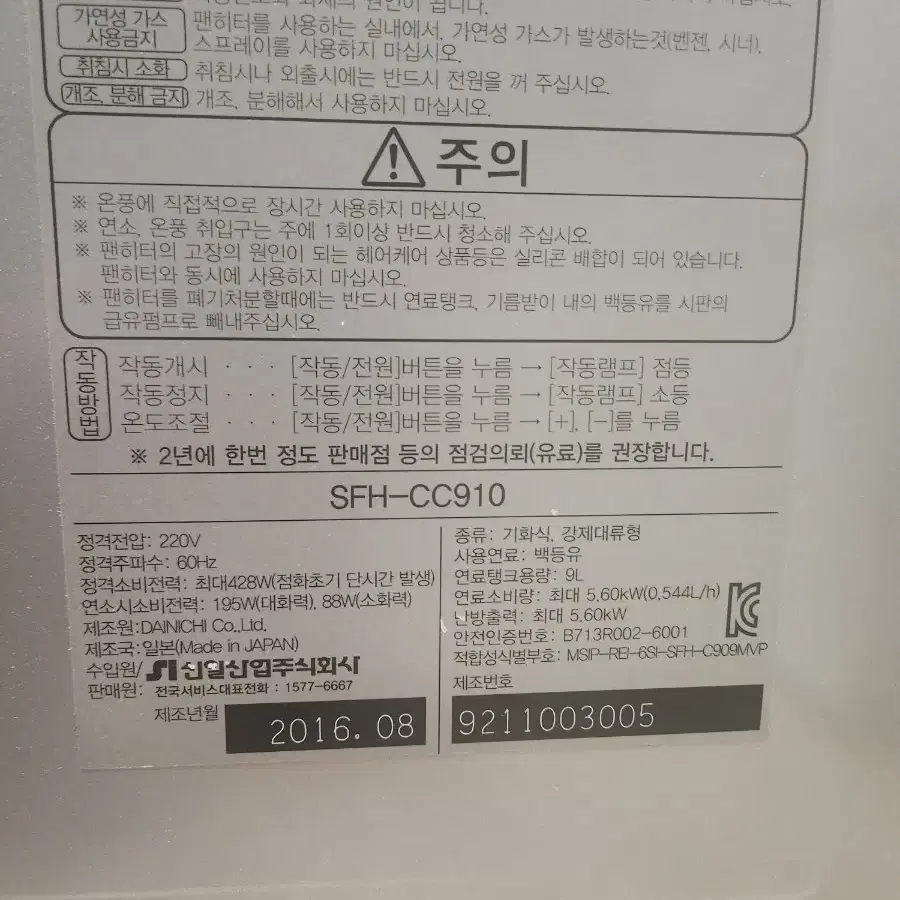 가연성 가스 사용금지
팬히터를 사용하는 실내에서, 가연성 가스가 발생하는것(벤젠, 시너),
스프레이를 사용하지 마십시오.
취침시 소화 취침시나 외출시에는 반드시 전원을 꺼 주십시오.
개조, 분해 금지 개조, 분해해서 사용하지 마십시오.
주의
※ 온풍에 직접적으로 장시간 사용하지 마십시오.
※ 연소, 온풍 취입구는 주에 1회이상 반드시 청소해 주십시오.
※ 팬히터의 고장의 원인이 되는 헤어케어 상품등은 실리콘 배합이 되어 있습니다.
팬히터와 동시에 사용하지 마십시오.
※ 팬히터를 폐기처분할때에는 반드시 연료탱크, 기름받이 내의 백등유를 시판의
급유펌프로 빼내주십시오.
작동방법
작동개시 · · · [작동/전원]버튼을 누름 → [작동램프] 점등
작동정지 · · · [작동/전원]버튼을 누름 → [작동램프] 소등
온도조절 · · · [작동/전원]버튼을 누름 → [+], [-]를 누름
※ 2년에 한번 정도 판매점 등의 점검의뢰(유료)를 권장합니다.
SFH-CC910
정격전압: 220V
정격주파수: 60Hz
정격소비전력: 최대428W(점화초기 단시간 발생)
연소시소비전력: 195W(대화력), 88W(소화력)
제조원:DAINICHI Co.,Ltd.
제조국:일본(Made in JAPAN)
수입원/판매원: SI 신일산업주식회사
전국서비스대표전화 : 1577-6667
제조년월 2016. 08
종류: 기화식, 강제대류형
사용연료: 백등유
연료탱크용량: 9L
연료소비량: 최대 5.60kW(0.544L/h)
난방출력: 최대 5.60kW
안전인증번호: B713R002-6001
적합성식별부호: MSIP-REI-6SI-SFH-C909MVP
제조번호
9211003005